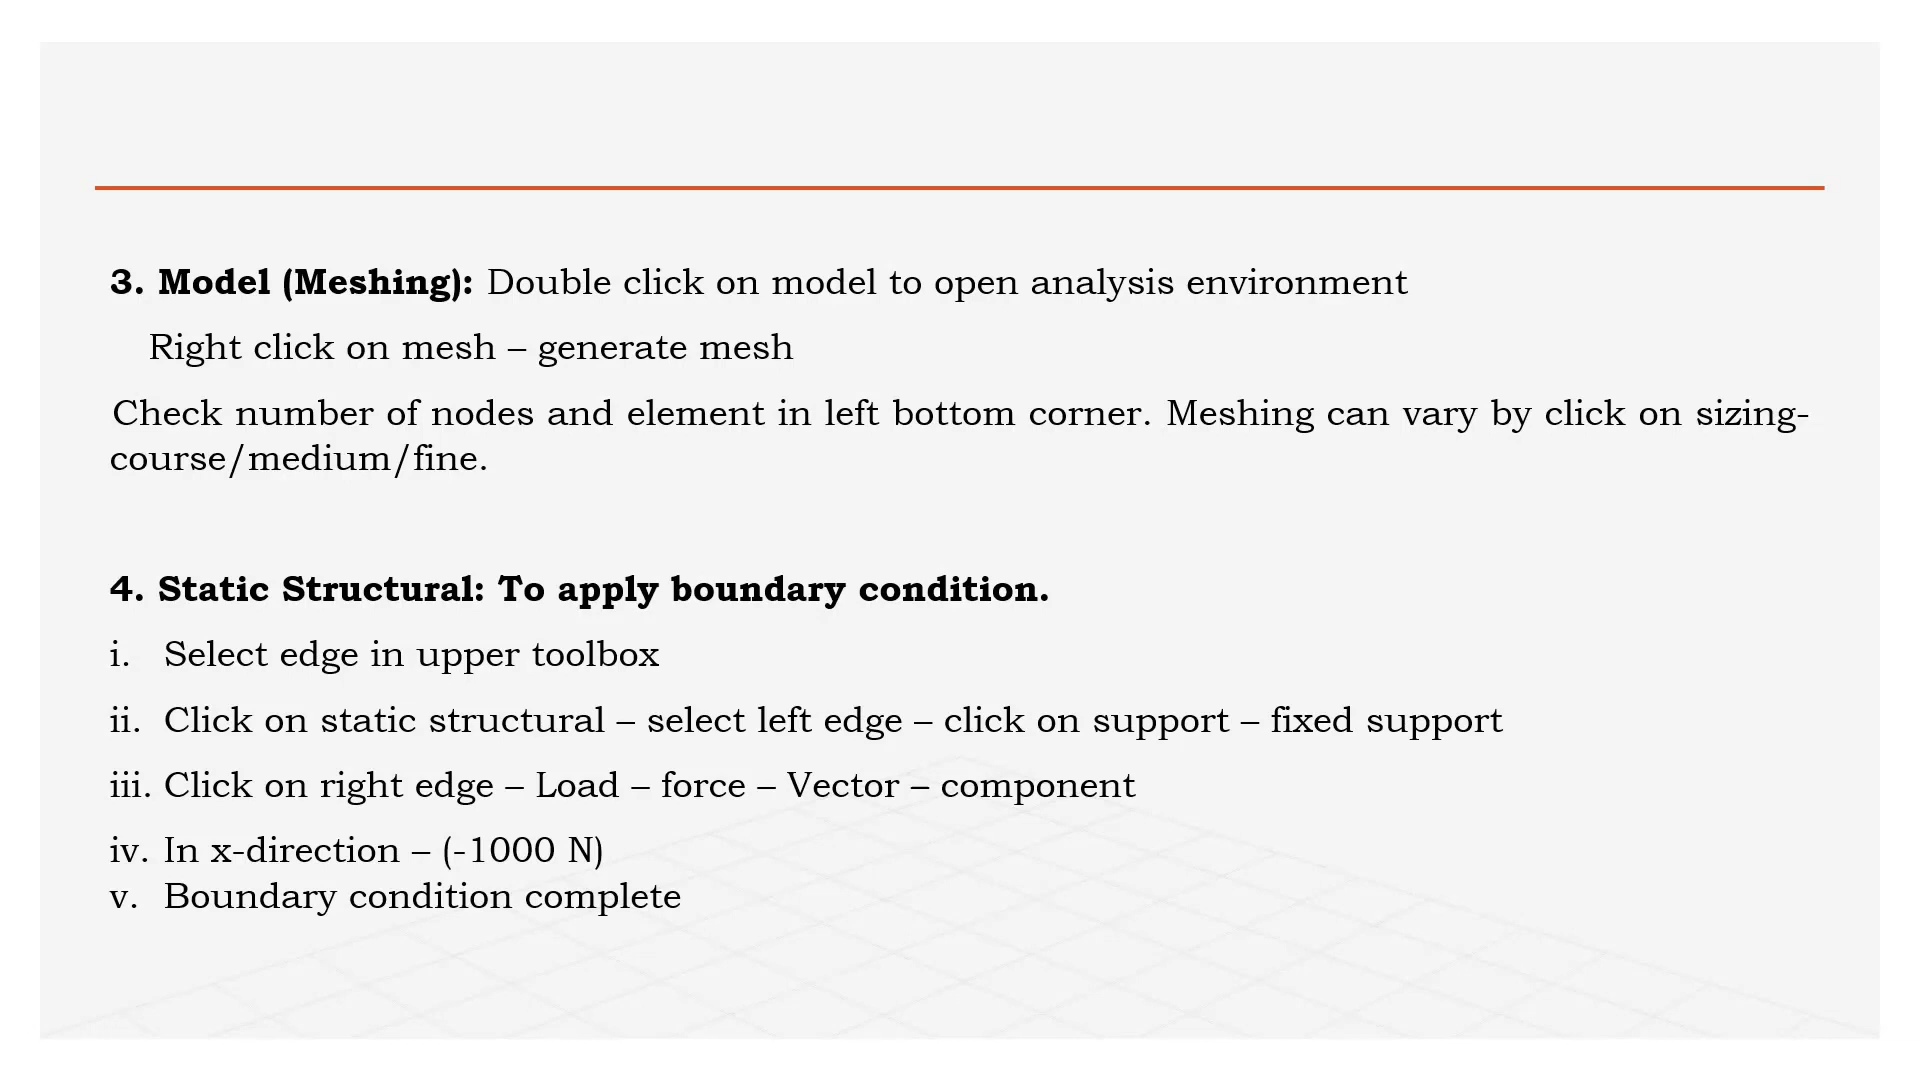 3. Model (Meshing): Double click on model to open analysis environment
Right click on mesh – generate mesh
Check number of nodes and element in left bottom corner. Meshing can vary by click on sizing-
course/medium/fine.
4. Static Structural: To apply boundary condition.
i. Select edge in upper toolbox
ii. Click on static structural – select left edge – click on support – fixed support
iii. Click on right edge – Load – force – Vector – component
iv. In x-direction – (-1000 N)
v. Boundary condition complete